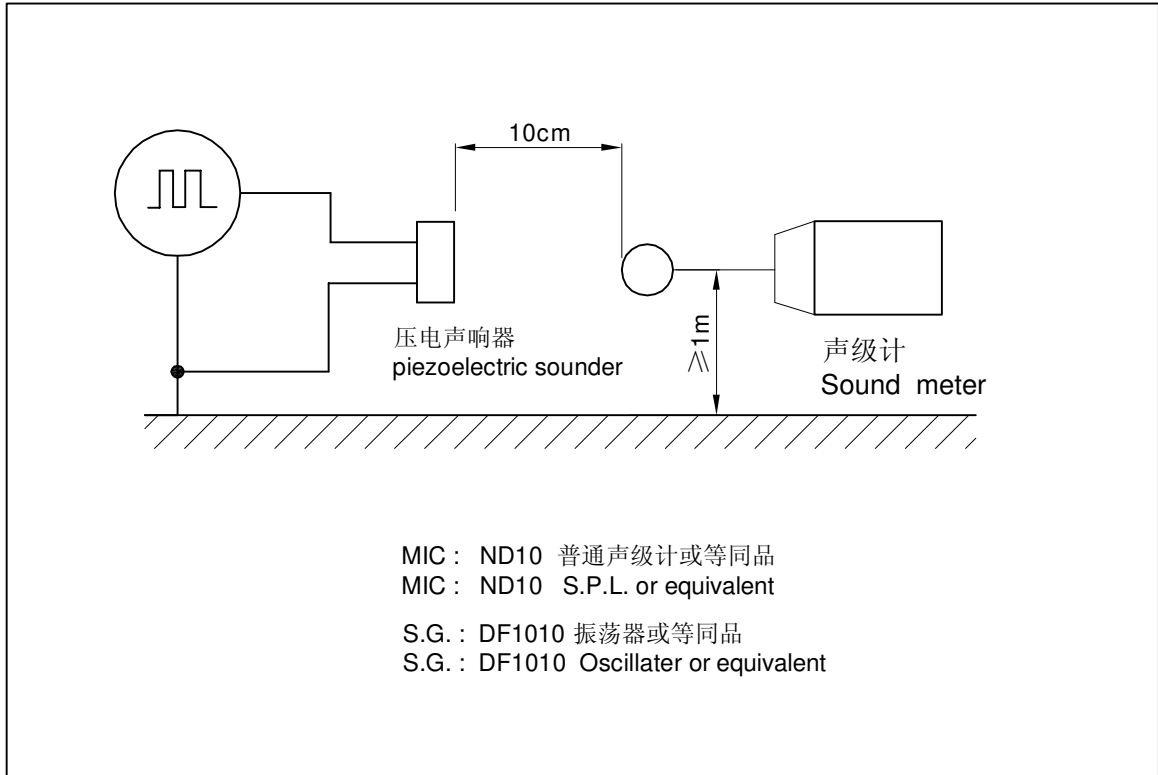 10cm
≥1m
压电声响器
piezoelectric sounder
声级计
Sound meter
MIC : ND10 普通声级计或等同品
MIC : ND10 S.P.L. or equivalent
S.G. : DF1010 振荡器或等同品
S.G. : DF1010 Oscillater or equivalent